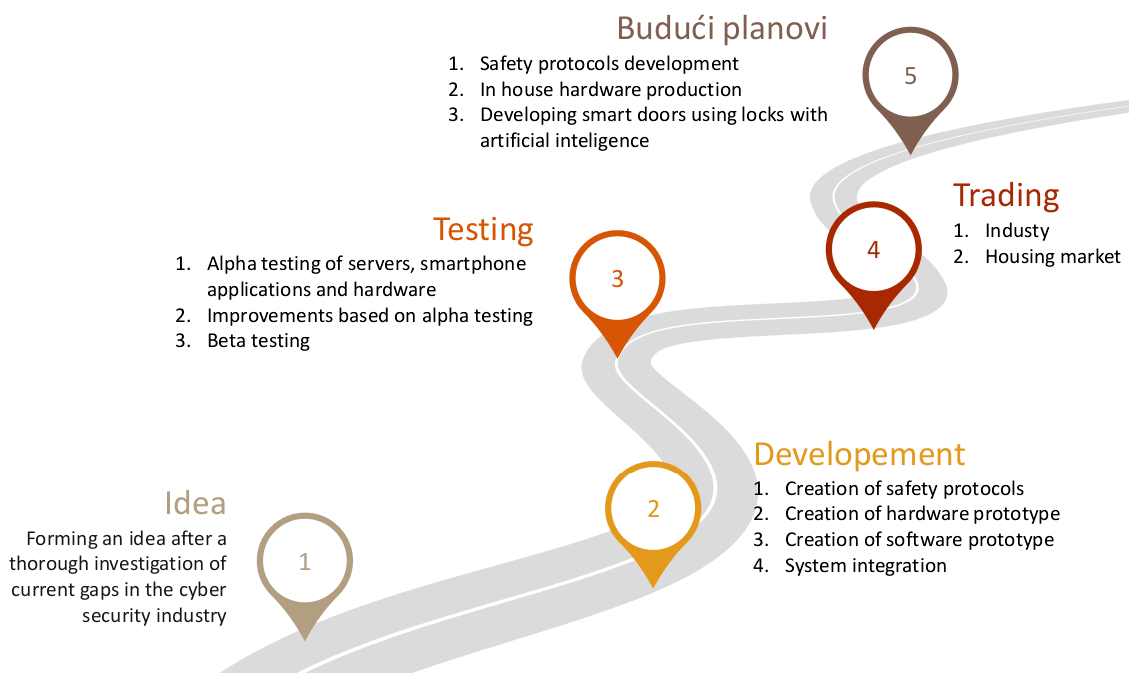 Budući planovi
1. Safety protocols development
2. In house hardware production
3. Developing smart doors using locks with
artificial inteligence
5
Trading
1. Industy
2. Housing market
4
Testing
1. Alpha testing of servers, smartphone
applications and hardware
2. Improvements based on alpha testing
3. Beta testing
3
Developement
1. Creation of safety protocols
2. Creation of hardware prototype
3. Creation of software prototype
4. System integration
2
Idea
Forming an idea after a
thorough investigation of
current gaps in the cyber
security industry
1